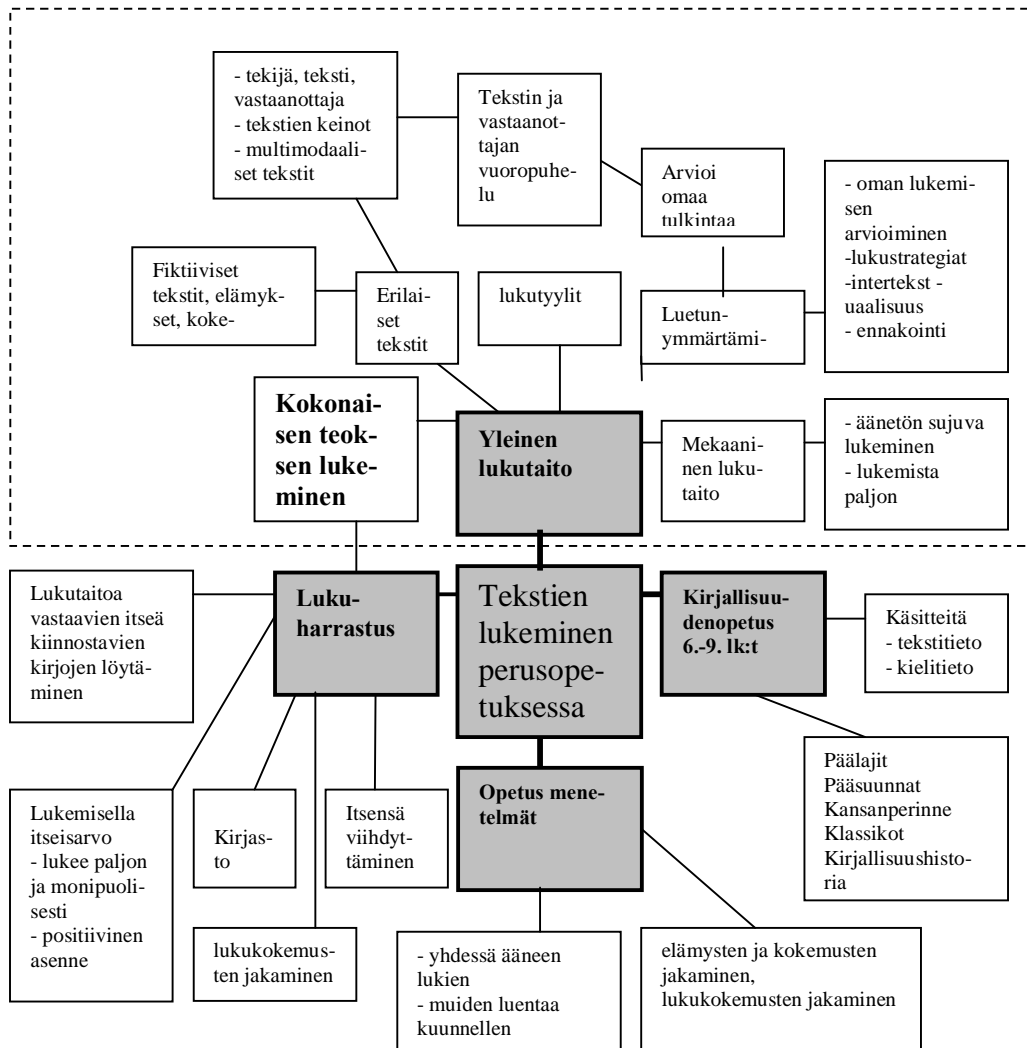 - tekijä, teksti,
vastaanottaja
- tekstien keinot
- multimodaali-
set tekstit
Tekstin ja
vastaanot-
tajan
vuoropuhe-
lu
Arvioi
omaa
tulkintaa
- oman lukemi-
sen
arvioiminen
-lukustrategiat
-intertekst -
uaalisuus
- ennakointi
Fiktiiviset
tekstit, elämyk-
set, koke-
Erilai-
set
tekstit
lukutyylit
Luetun-
ymmärtämi-
Kokonai-
sen teok-
sen luke-
minen
Yleinen
lukutaito
Mekaani-
nen luku-
taito
- äänetön sujuva
lukeminen
- lukemista
paljon
Lukutaitoa
vastaavien itseä
kiinnostavien
kirjojen löytä-
minen
Luku-
harrastus
Tekstien
lukeminen
perusope-
tuksessa
Kirjallisuu-
denopetus
6.-9. lk:t
Käsitteitä
- tekstitieto
- kielitieto
Lukemisella
itseisarvo
- lukee paljon
ja monipuoli-
sesti
- positiivinen
asenne
Kirjas-
to
Itsensä
viihdyt-
täminen
Opetus mene-
telmät
Päälajit
Pääsuunnat
Kansanperinne
Klassikot
Kirjallisuushisto-
ria
lukukokemus-
ten jakaminen
- yhdessä ääneen
lukien
- muiden luentaa
kuunnellen
elämysten ja kokemusten
jakaminen,
lukukokemusten jakaminen